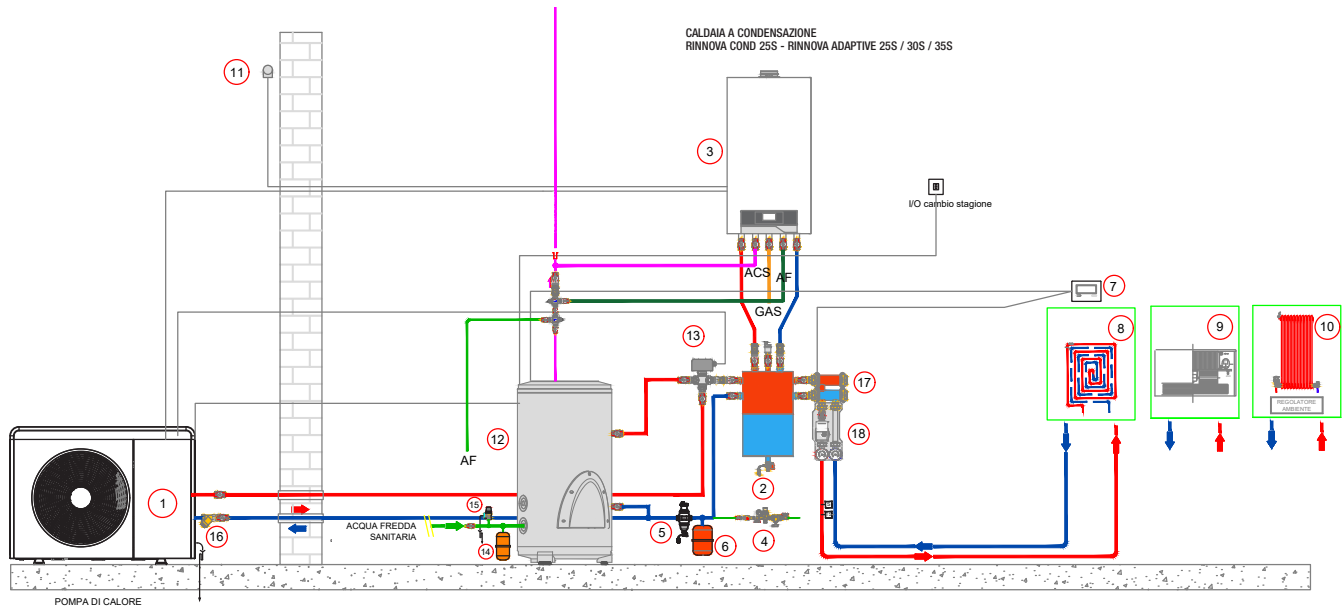 CALDAIA A CONDENSAZIONE
RINNOVA COND 25S - RINNOVA ADAPTIVE 25S / 30S / 35S
11
3
I/O cambio stagione
ACS
AF
GAS
7
8
9
10
13
REGOLATORE
AMBIENTE
17
12
18
AF
2
1
15
ACQUA FREDDA
SANITARIA
16
14
5
6
4
POMPA DI CALORE